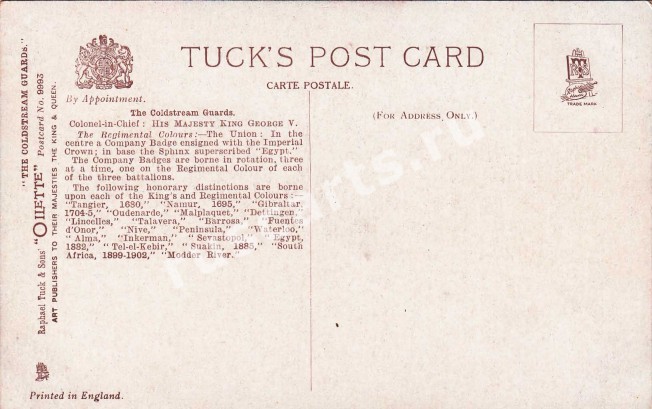 TUCK'S POST CARD
CARTE POSTALE.
(FOR ADDRESS ONLY.)
TRADE MARK
By Appointment.
The Coldstream Guards.
Colonel-in-Chief: HIS MAJESTY KING GEORGE V.
The Regimental Colours:—The Union: In the
centre a Company Badge ensigned with the Imperial
Crown; in base the Sphinx superscribed "Egypt."
The Company Badges are borne in rotation, three
at a time, one on the Regimental Colour of each
of the three battalions.
The following honorary distinctions are borne
upon each of the King's and Regimental Colours:—
"Tangier, 1680," "Namur, 1695," "Gibraltar,
1704-5," "Oudenarde," "Malplaquet," "Dettingen,"
"Lincelles," "Talavera," "Barrosa," "Fuentes
d'Onor," "Nive," "Peninsula," "Waterloo,"
"Alma," "Inkerman," "Sevastopol," "Egypt,
1882," "Tel-el-Kebir," "Suakin, 1885," "South
Africa, 1899-1902," "Modder River."
"THE COLDSTREAM GUARDS."
Raphael Tuck & Sons' "OILETTE" Postcard No. 9993
ART PUBLISHERS TO THEIR MAJESTIES THE KING & QUEEN.
Printed in England.